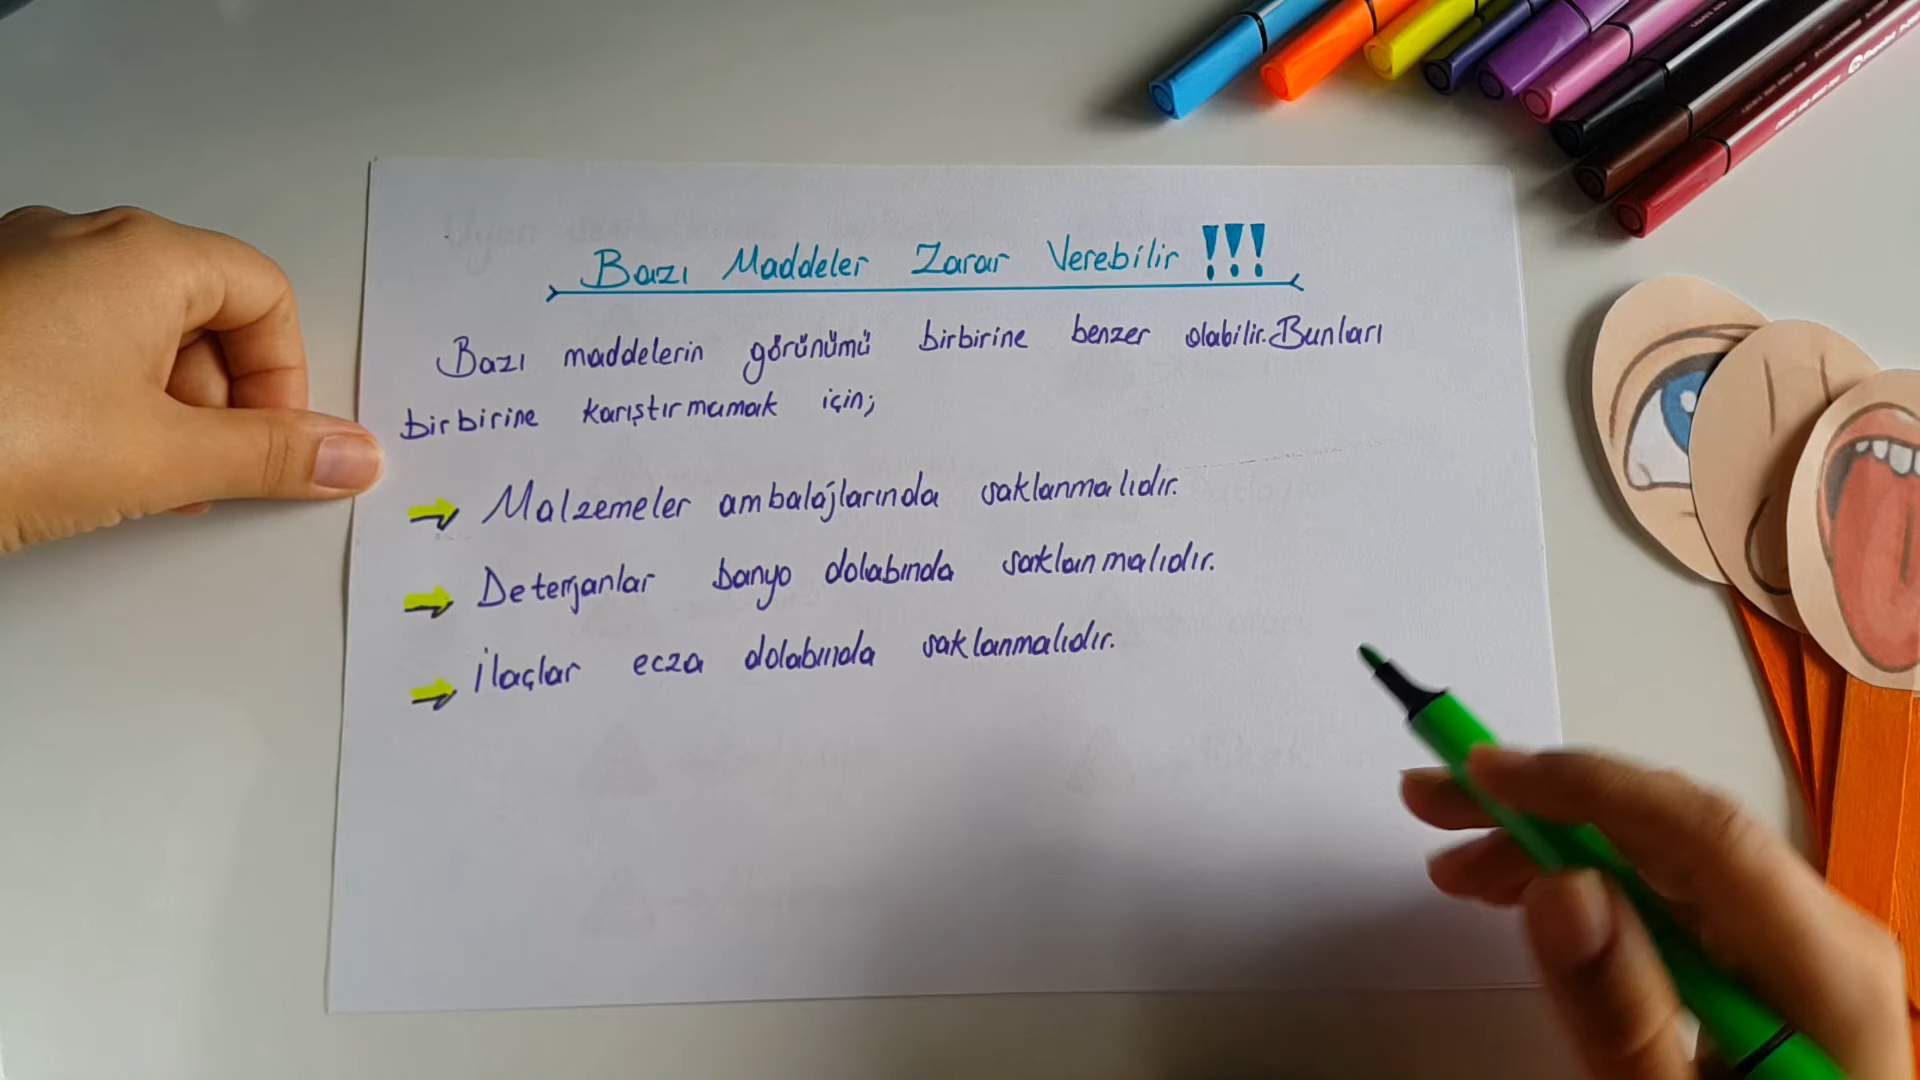 Bazı Maddeler Zarar Verebilir !!!
Bazı maddelerin görünümü birbirine benzer olabilir. Bunları
birbirine karıştırmamak için;
Malzemeler ambalajlarında saklanmalıdır.
Deterjanlar banyo dolabında saklanmalıdır.
İlaçlar ecza dolabında saklanmalıdır.